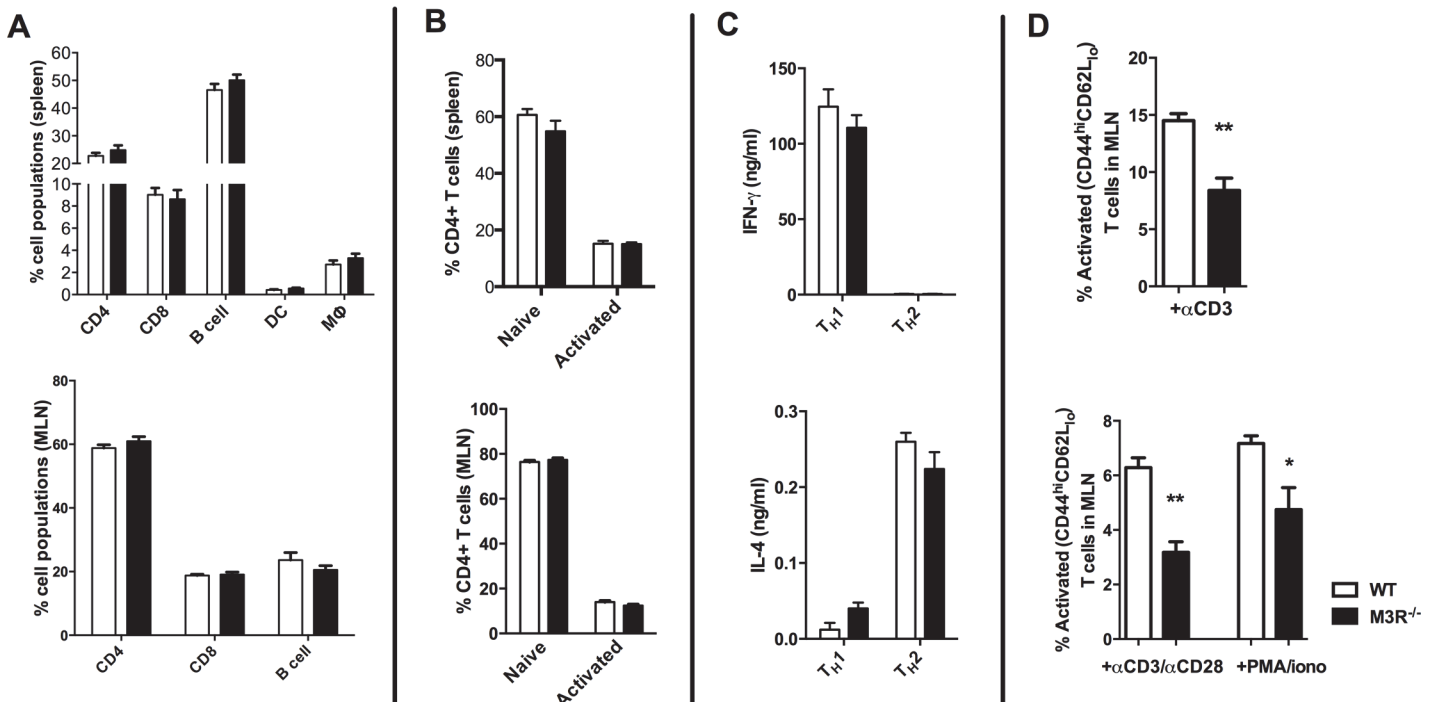 A
% cell populations (spleen)
60
50
40
30
20
10
8
6
4
2
0
CD4
CD8
B cell
DC
MΦ
% cell populations (MLN)
80
60
40
20
0
CD4
CD8
B cell
B
% CD4+ T cells (spleen)
80
60
40
20
0
Naive
Activated
% CD4+ T cells (MLN)
100
80
60
40
20
0
Naive
Activated
C
IFN-γ (ng/ml)
150
100
50
0
TH1
TH2
IL-4 (ng/ml)
0.3
0.2
0.1
0.0
TH1
TH2
D
% Activated (CD44hiCD62Llo)
T cells in MLN
20
15
10
5
0
**
+αCD3
% Activated (CD44hiCD62Llo)
T cells in MLN
8
6
4
2
0
**
*
+αCD3/αCD28
+PMA/iono
WT
M3R-/-